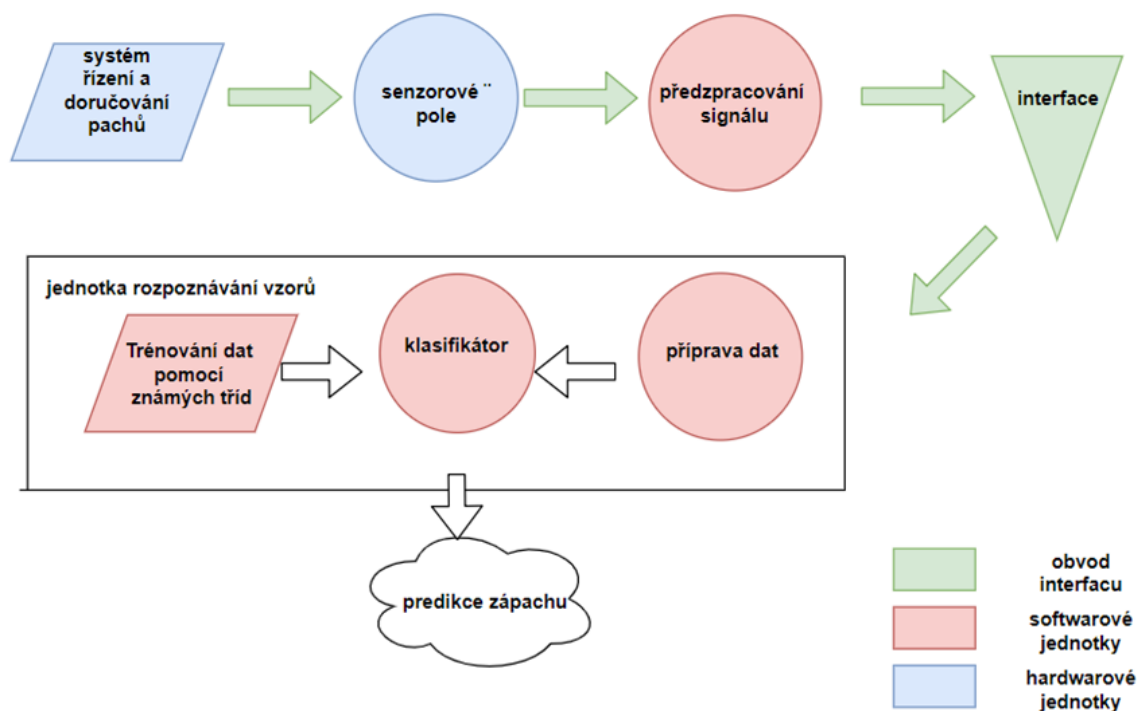 systém
řízení a
doručování
pachů
senzorové ¨
pole
předzpracování
signálu
interface
jednotka rozpoznávání vzorů
Trénování dat
pomocí
známých tříd
klasifikátor
příprava dat
predikce zápachu
obvod
interfacu
softwarové
jednotky
hardwarové
jednotky